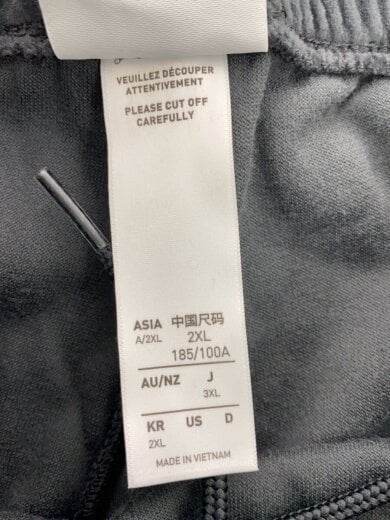 VEUILLEZ DÉCOUPER
ATTENTIVEMENT
PLEASE CUT OFF
CAREFULLY
ASIA 中国尺码
A/2XL 2XL
185/100A
AU/NZ J
3XL
KR US D
2XL
MADE IN VIETNAM